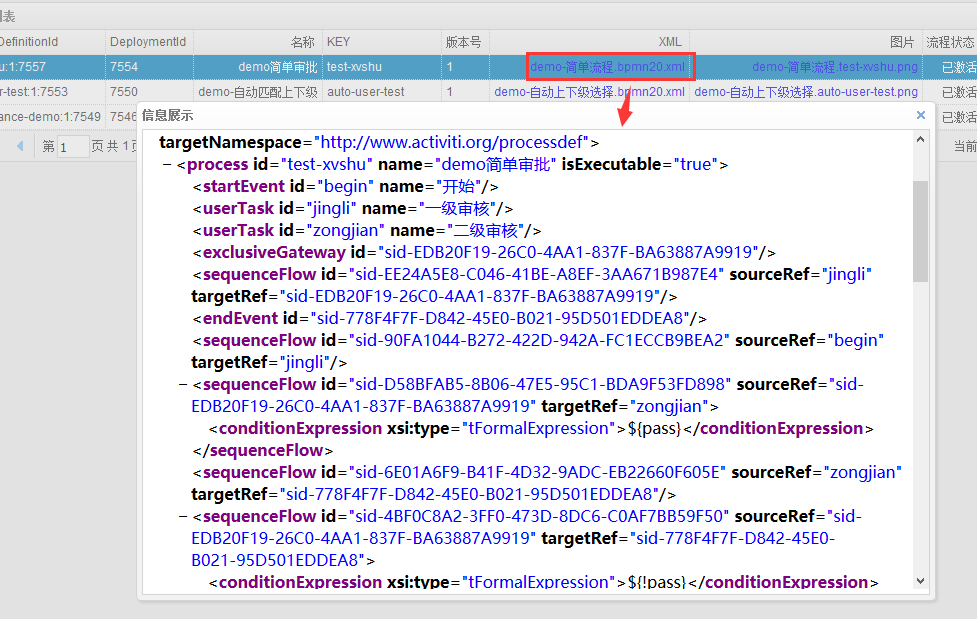 列表
DefinitionId DeploymentId 名称 KEY 版本号 XML 图片 流程状态
u:1:7557 7554 demo简单审批 test-xvshu 1 demo-简单流程.bpmn20.xml demo-简单流程.test-xvshu.png 已激活
r-test:1:7553 7550 demo-自动匹配上下级 auto-user-test 1 demo-自动上下级选择.bpmn20.xml demo-自动上下级选择.auto-user-test.png 已激活
ance-demo:1:7549 7546 已激活
第 1 页 共 1 页 当前
信息展示
targetNamespace="http://www.activiti.org/processdef">
− <process id="test-xvshu" name="demo简单审批" isExecutable="true">
<startEvent id="begin" name="开始"/>
<userTask id="jingli" name="一级审核"/>
<userTask id="zongjian" name="二级审核"/>
<exclusiveGateway id="sid-EDB20F19-26C0-4AA1-837F-BA63887A9919"/>
<sequenceFlow id="sid-EE24A5E8-C046-41BE-A8EF-3AA671B987E4" sourceRef="jingli"
targetRef="sid-EDB20F19-26C0-4AA1-837F-BA63887A9919"/>
<endEvent id="sid-778F4F7F-D842-45E0-B021-95D501EDDEA8"/>
<sequenceFlow id="sid-90FA1044-B272-422D-942A-FC1ECCB9BEA2" sourceRef="begin"
targetRef="jingli"/>
− <sequenceFlow id="sid-D58BFAB5-8B06-47E5-95C1-BDA9F53FD898" sourceRef="sid-
EDB20F19-26C0-4AA1-837F-BA63887A9919" targetRef="zongjian">
<conditionExpression xsi:type="tFormalExpression">${pass}</conditionExpression>
</sequenceFlow>
<sequenceFlow id="sid-6E01A6F9-B41F-4D32-9ADC-EB22660F605E" sourceRef="zongjian"
targetRef="sid-778F4F7F-D842-45E0-B021-95D501EDDEA8"/>
− <sequenceFlow id="sid-4BF0C8A2-3FF0-473D-8DC6-C0AF7BB59F50" sourceRef="sid-
EDB20F19-26C0-4AA1-837F-BA63887A9919" targetRef="sid-778F4F7F-D842-45E0-
B021-95D501EDDEA8">
<conditionExpression xsi:type="tFormalExpression">${!pass}</conditionExpression>